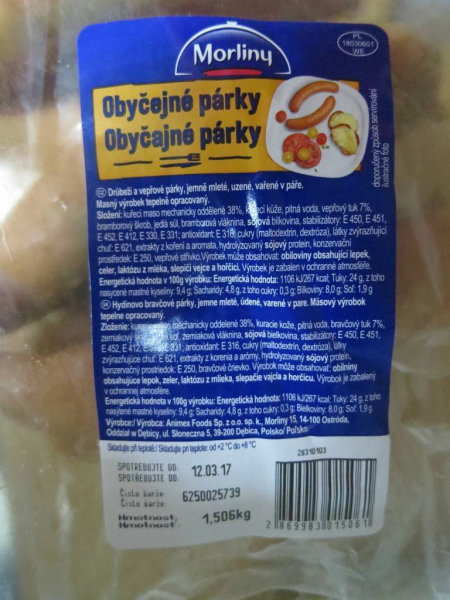 Morliny
PL
18030601
WE
Obyčejné párky
Obyčajné párky
doporučený způsob servírování
ilustračné foto
CZ Drůbeží a vepřové párky, jemně mleté, uzené, vařené v páře.
Masný výrobek tepelně opracovaný.
Složení: kuřecí maso mechanicky oddělené 38%, kuřecí kůže, pitná voda, vepřový tuk 7%,
bramborový škrob, jedlá sůl, bramborová vláknina, sójová bílkovina, stabilizátory: E 450, E 451,
E 452, E 412, E 330, E 331; antioxidant: E 316, cukry (maltodextrin, dextróza), látky zvýrazňující
chuť: E 621, extrakty z koření a aromata, hydrolyzovaný sójový protein, konzervační
prostředek: E 250, vepřové střívko. Výrobek může obsahovat: obiloviny obsahující lepek,
celer, laktózu z mléka, slepičí vejce a hořčici. Výrobek je zabalen v ochranné atmosféře.
Energetická hodnota v 100g výrobku: Energetická hodnota: 1106 kJ/267 kcal; Tuky: 24 g, z toho
nasycené mastné kyseliny: 9,4 g; Sacharidy: 4,8 g, z toho cukry: 0,3 g; Bílkoviny: 8,0 g; Sol: 1,9 g
SK Hydinovo bravčové párky, jemne mleté, údené, varené v pare. Mäsový výrobok
tepelne opracovaný.
Zloženie: mäso mechanicky oddelené 38%, kuracie kože, pitná voda, bravčový tuk 7%,
zemiakový soľ, zemiaková vláknina, sójová bielkovina, stabilizátory: E 450, E 451,
E 452, E 412, E 331; antioxidant: E 316, cukry (maltodextrín, dextróza), látky
zvýrazňujúce chuť: E 621, extrakty z korenia a arómy, hydrolyzovaný sójový proteín,
konzervačný prostriedok: E 250, bravčové črievko. Výrobok môže obsahovať: obilniny
obsahujúce lepok, zeler, laktózu z mlieka, slepačie vajcia a horčicu. Výrobok je zabalený
v ochrannej atmosfére.
Energetická hodnota v 100g výrobky: Energetická hodnota: 1106 kJ/267 kcal; Tuky: 24 g, z toho
nasýtené mastné kyseliny: 9,4 g; Sacharidy: 4,8 g, z toho cukry: 0,3 g; Bielkoviny: 8,0 g; Sol: 1,9 g
Výrobce:/ Výrobca: Animex Foods Sp. z o.o. sp. k., Morliny 15, 14-100 Ostróda,
Oddział w Dębicy, ul. Słoneczna 5, 39-200 Dębica, Polsko/ Poľsko
Skladujte při teplotě:/ Skladujte pri teplote: od +2 °C do +8°C
29310103
SPOTŘEBUJTE DO: 12.03.17
SPOTREBUJTE DO:
Číslo šarže: 6250025739
Číslo šarže:
Hmotnost: 1,506kg
Hmotnosť:
2 869983 015061